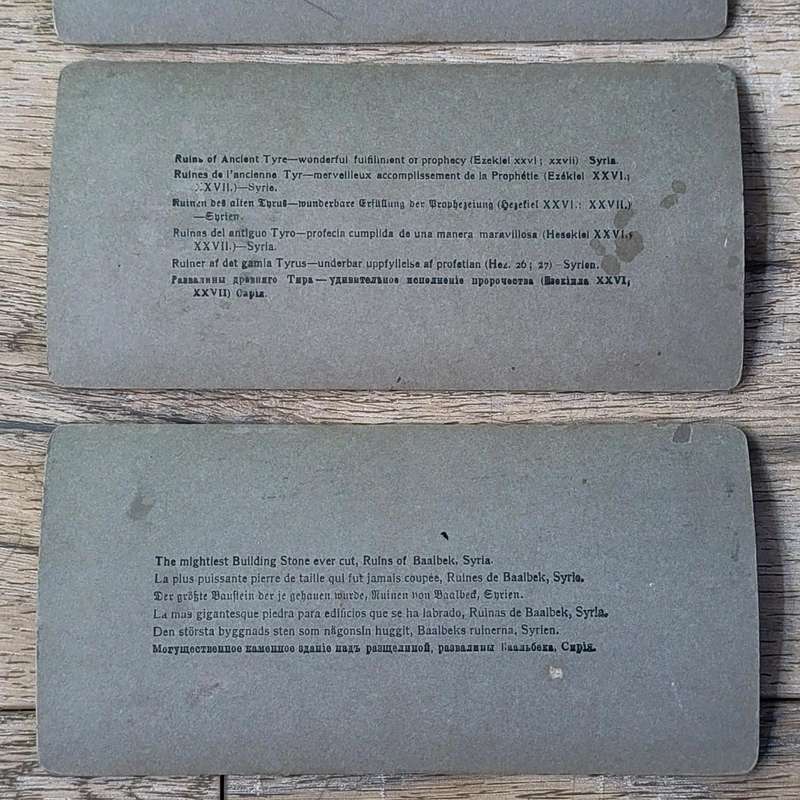 Ruins of Ancient Tyre—wonderful fulfillment of prophecy (Ezekiel xxvi; xxvii) Syria.
Ruines de l'ancienne Tyr—merveilleux accomplissement de la Prophétie (Ezékiel XXVI.;
XXVII.)—Syrie.
Ruinen des alten Tyrus—wunderbare Erfüllung der Prophezeiung (Hezekiel XXVI.: XXVII.)
—Syrien.
Ruinas del antiguo Tyro—profecia cumplida de una manera maravillosa (Hesekiel XXVI.;
XXVII.)—Syria.
Ruiner af det gamla Tyrus—underbar uppfyllelse af profetian (Hez. 26; 27)—Syrien.
Развалины древняго Тира—удивительное исполненіе пророчества (Іезекіиля XXVI;
XXVII) Сирія.
The mightiest Building Stone ever cut, Ruins of Baalbek, Syria.
La plus puissante pierre de taille qui fut jamais coupée, Ruines de Baalbek, Syrie.
Der größte Baustein der je gehauen wurde, Ruinen von Baalbeck, Syrien.
La mas gigantesque piedra para edificios que se ha labrado, Ruinas de Baalbek, Syria.
Den största byggnads sten som någonsin huggit, Baalbeks ruinerna, Syrien.
Могущественное каменное зданіе надъ разщелиной, развалины Баальбека, Сирія.